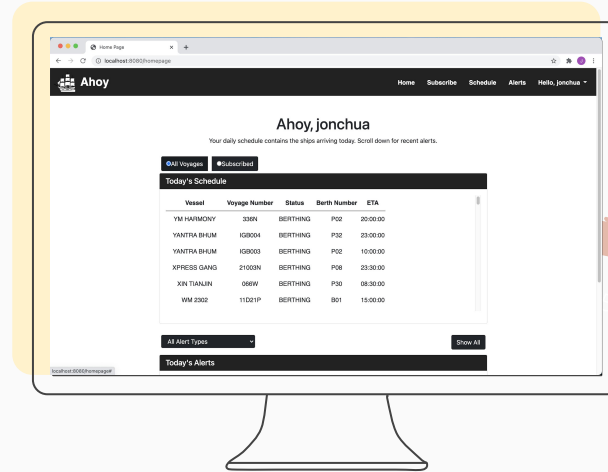 Home Page
localhost:8080/homepage
Ahoy
Home Subscribe Schedule Alerts Hello, jonchua
Ahoy, jonchua
Your daily schedule contains the ships arriving today. Scroll down for recent alerts.
All Voyages Subscribed
Today's Schedule
Vessel Voyage Number Status Berth Number ETA
YM HARMONY 336N BERTHING P02 20:00:00
YANTRA BHUM IGB004 BERTHING P32 23:00:00
YANTRA BHUM IGB003 BERTHING P02 10:00:00
XPRESS GANG 21003N BERTHING P08 23:30:00
XIN TIANJIN 066W BERTHING P30 08:30:00
WM 2302 11D21P BERTHING B01 15:00:00
All Alert Types Show All
Today's Alerts
localhost:8080/homepage#